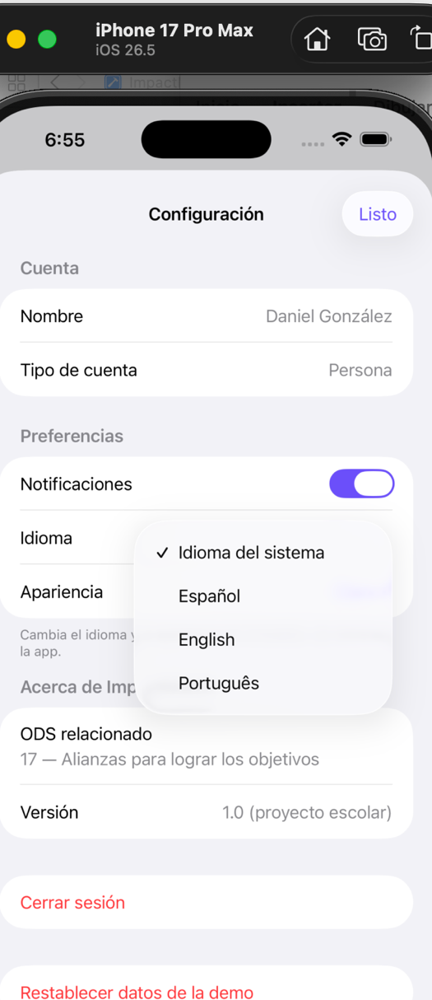 iPhone 17 Pro Max
iOS 26.5
Impact
6:55
Configuración
Listo
Cuenta
Nombre
Daniel González
Tipo de cuenta
Persona
Preferencias
Notificaciones
Idioma
✓ Idioma del sistema
Español
English
Português
Apariencia
Cambia el idioma y
la app.
Acerca de Imp
ODS relacionado
17 — Alianzas para lograr los objetivos
Versión
1.0 (proyecto escolar)
Cerrar sesión
Restablecer datos de la demo